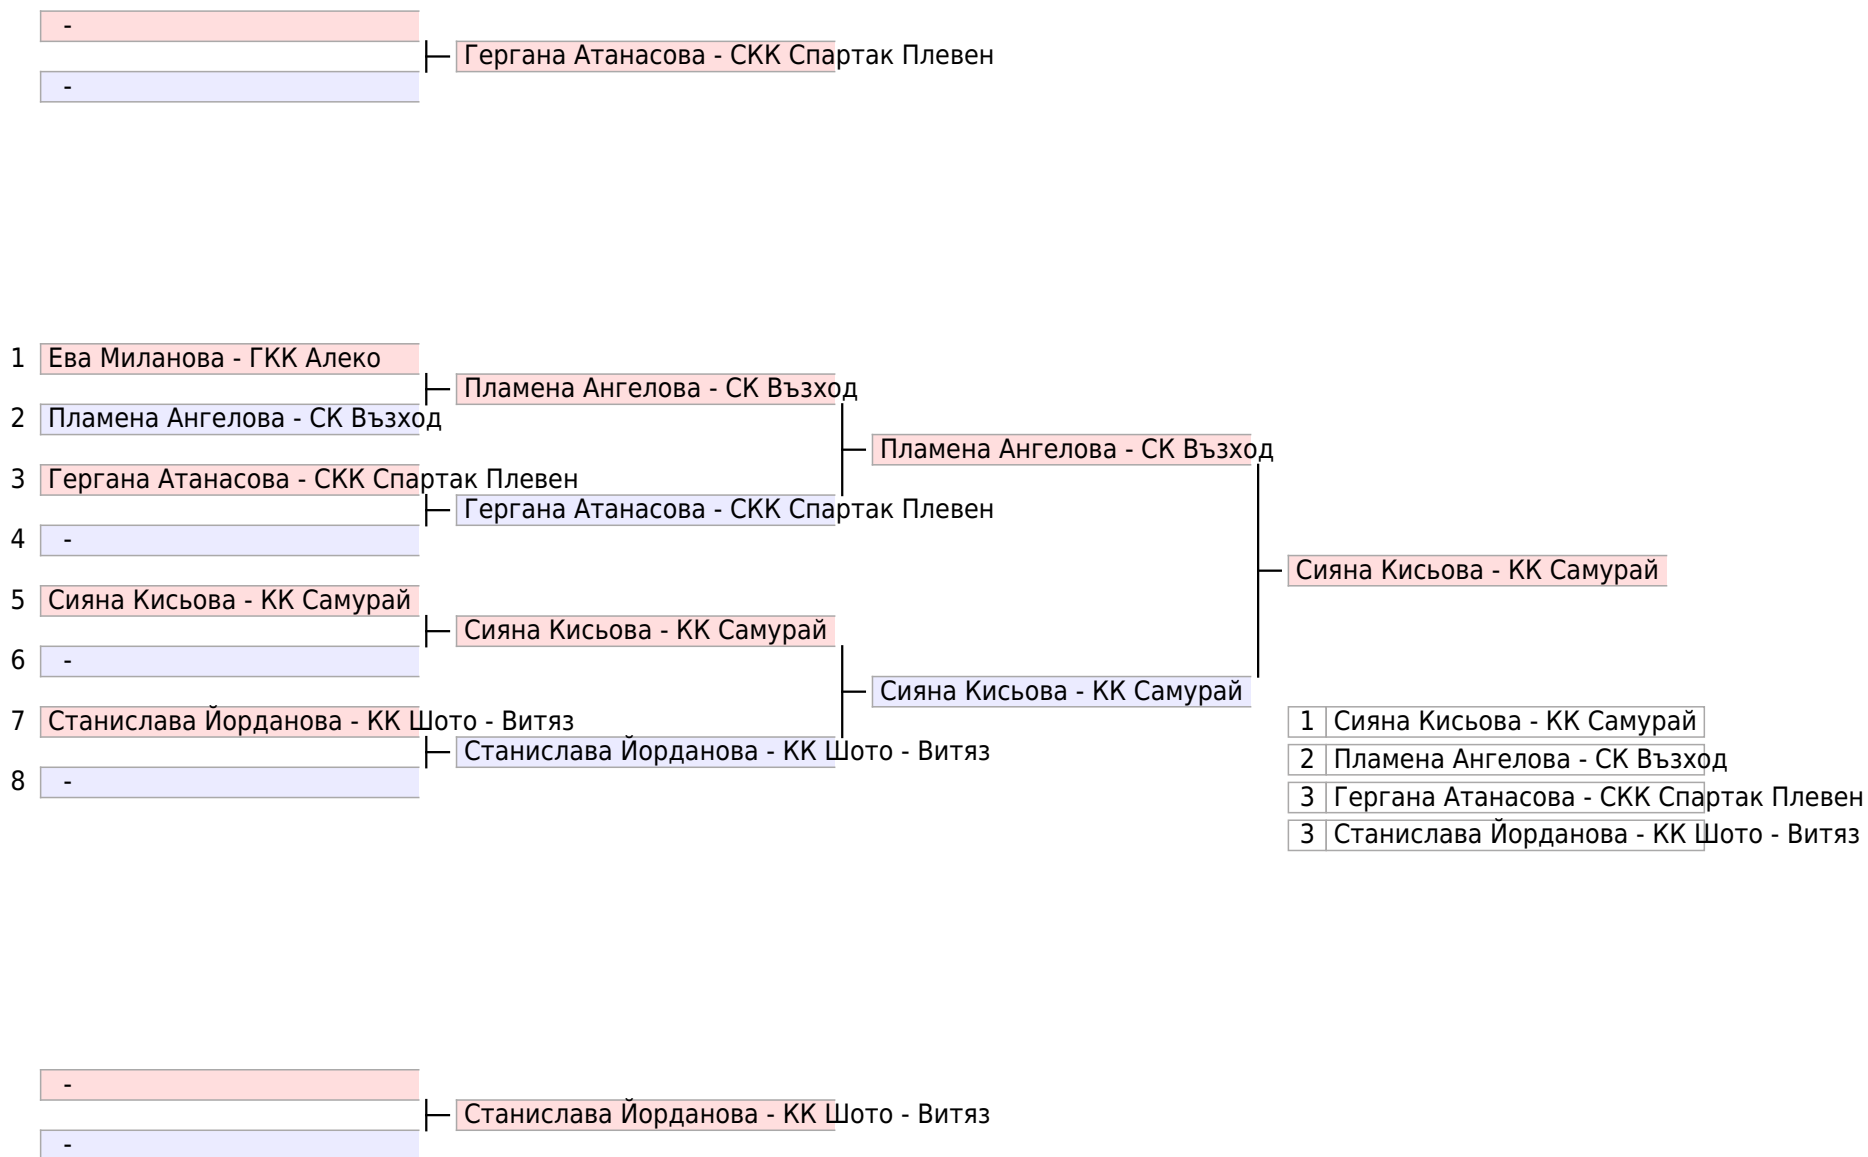 -
Гергана Атанасова - СКК Спартак Плевен
-
1 Ева Миланова - ГКК Алеко
Пламена Ангелова - СК Възход
2 Пламена Ангелова - СК Възход
Пламена Ангелова - СК Възход
3 Гергана Атанасова - СКК Спартак Плевен
Гергана Атанасова - СКК Спартак Плевен
4 -
Сияна Кисьова - КК Самурай
5 Сияна Кисьова - КК Самурай
Сияна Кисьова - КК Самурай
6 -
Сияна Кисьова - КК Самурай
7 Станислава Йорданова - КК Шото - Витяз
Станислава Йорданова - КК Шото - Витяз
8 -
1 Сияна Кисьова - КК Самурай
2 Пламена Ангелова - СК Възход
3 Гергана Атанасова - СКК Спартак Плевен
3 Станислава Йорданова - КК Шото - Витяз
-
Станислава Йорданова - КК Шото - Витяз
-